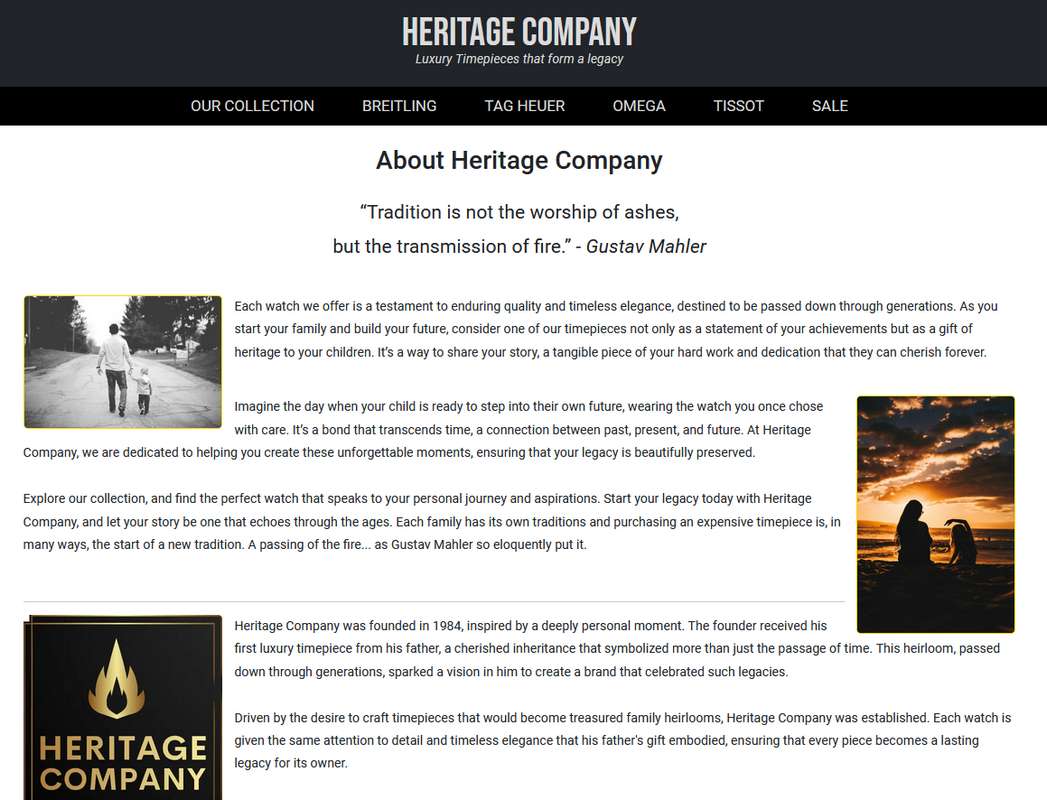 HERITAGE COMPANY
Luxury Timepieces that form a legacy
OUR COLLECTION BREITLING TAG HEUER OMEGA TISSOT SALE
About Heritage Company
“Tradition is not the worship of ashes,
but the transmission of fire.” - Gustav Mahler
Each watch we offer is a testament to enduring quality and timeless elegance, destined to be passed down through generations. As you
start your family and build your future, consider one of our timepieces not only as a statement of your achievements but as a gift of
heritage to your children. It’s a way to share your story, a tangible piece of your hard work and dedication that they can cherish forever.
Imagine the day when your child is ready to step into their own future, wearing the watch you once chose
with care. It’s a bond that transcends time, a connection between past, present, and future. At Heritage
Company, we are dedicated to helping you create these unforgettable moments, ensuring that your legacy is beautifully preserved.
Explore our collection, and find the perfect watch that speaks to your personal journey and aspirations. Start your legacy today with Heritage
Company, and let your story be one that echoes through the ages. Each family has its own traditions and purchasing an expensive timepiece is, in
many ways, the start of a new tradition. A passing of the fire... as Gustav Mahler so eloquently put it.
Heritage Company was founded in 1984, inspired by a deeply personal moment. The founder received his
first luxury timepiece from his father, a cherished inheritance that symbolized more than just the passage of time. This heirloom, passed
down through generations, sparked a vision in him to create a brand that celebrated such legacies.
Driven by the desire to craft timepieces that would become treasured family heirlooms, Heritage Company was established. Each watch is
given the same attention to detail and timeless elegance that his father's gift embodied, ensuring that every piece becomes a lasting
legacy for its owner.
HERITAGE
COMPANY